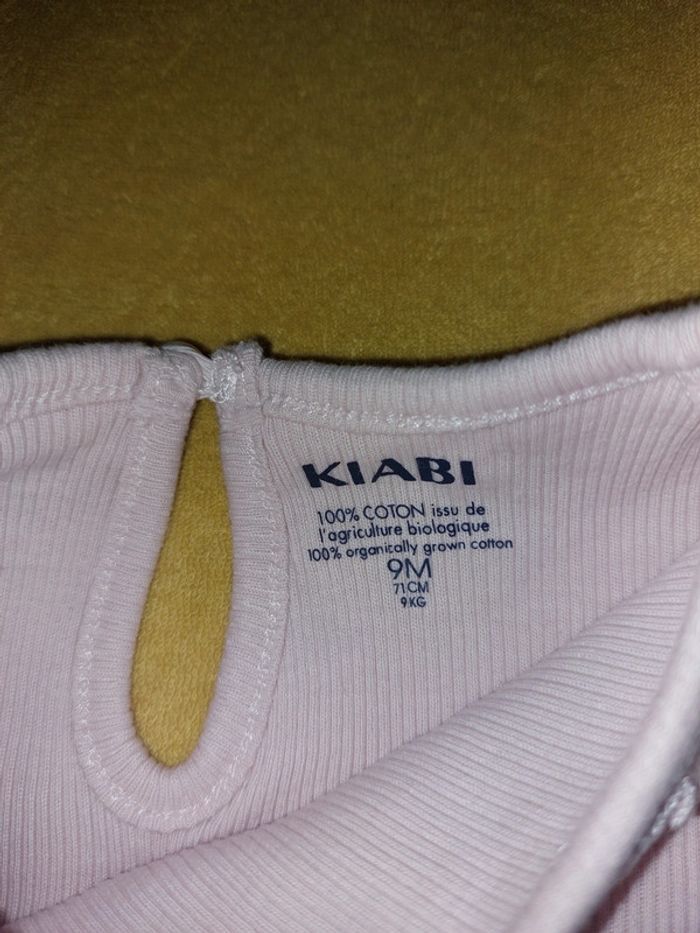 KIABI
100% COTON issu de
l'agriculture biologique
100% organically grown cotton
9M
71CM
9KG